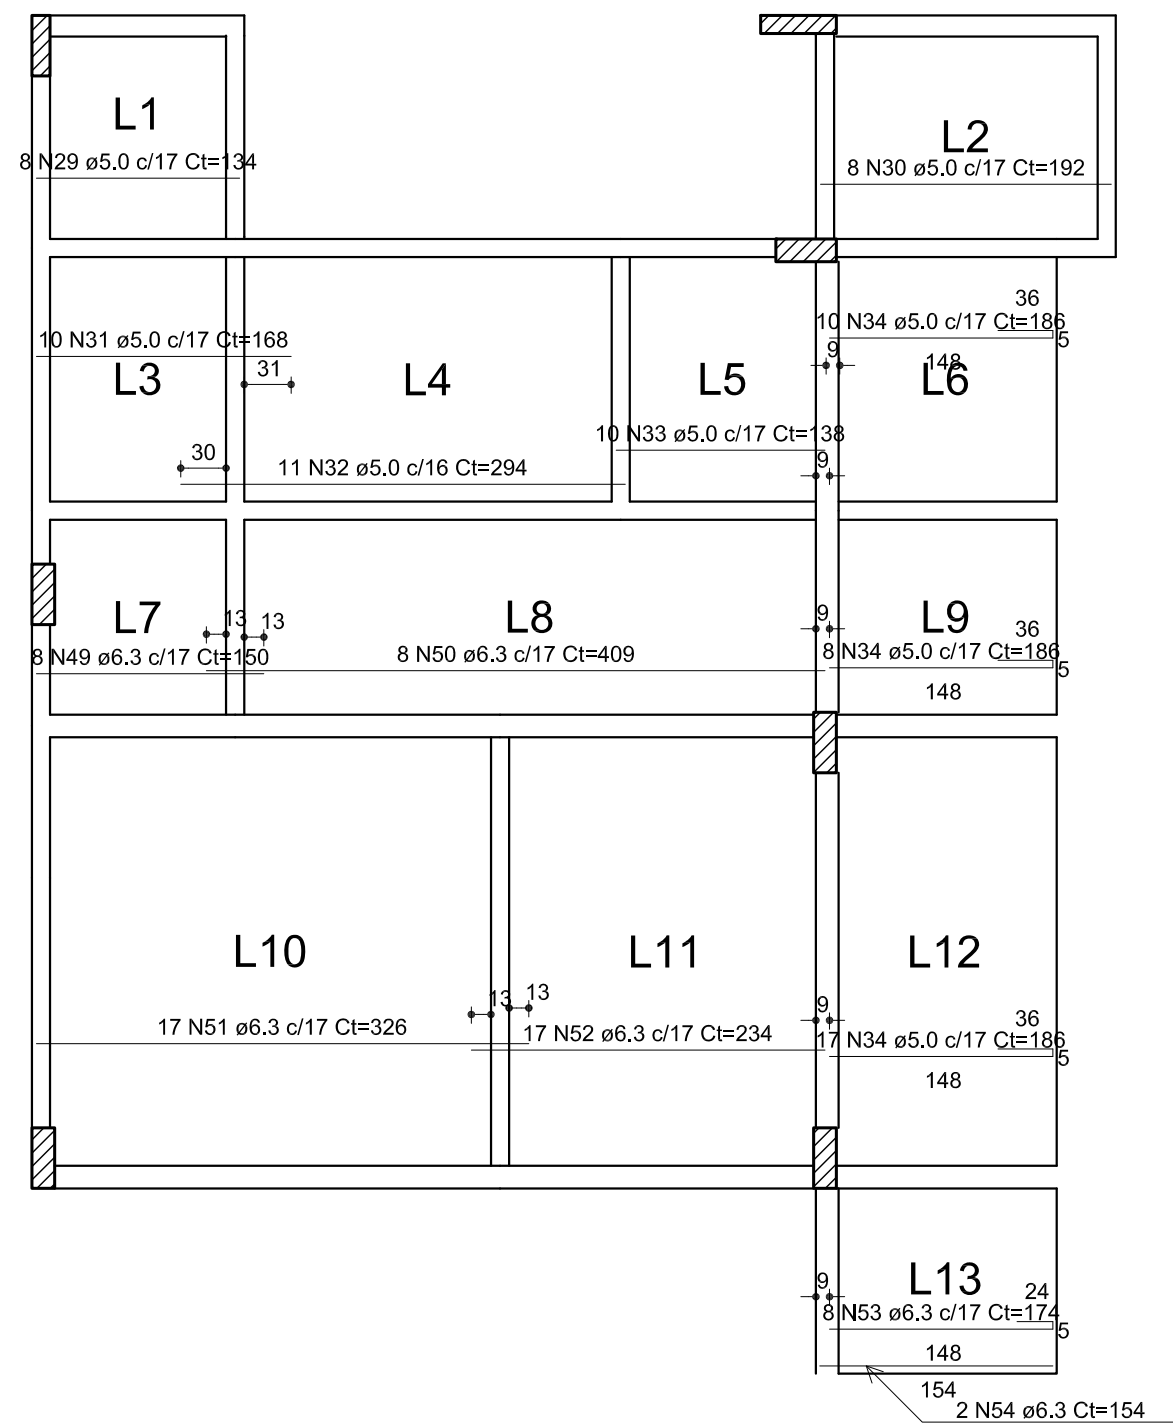 L1
8 N29 ø5.0 c/17 Ct=134
L2
8 N30 ø5.0 c/17 Ct=192
36
10 N34 ø5.0 c/17 Ct=186
5
9
148
L6
10 N31 ø5.0 c/17 Ct=168
31
L3
L4
L5
10 N33 ø5.0 c/17 Ct=138
9
30
11 N32 ø5.0 c/16 Ct=294
L7
13
13
8 N49 ø6.3 c/17 Ct=150
L8
8 N50 ø6.3 c/17 Ct=409
9
L9
36
8 N34 ø5.0 c/17 Ct=186
5
148
L10
L11
L12
13
13
17 N51 ø6.3 c/17 Ct=326
17 N52 ø6.3 c/17 Ct=234
9
36
17 N34 ø5.0 c/17 Ct=186
5
148
L13
9
24
8 N53 ø6.3 c/17 Ct=174
5
148
154
2 N54 ø6.3 Ct=154